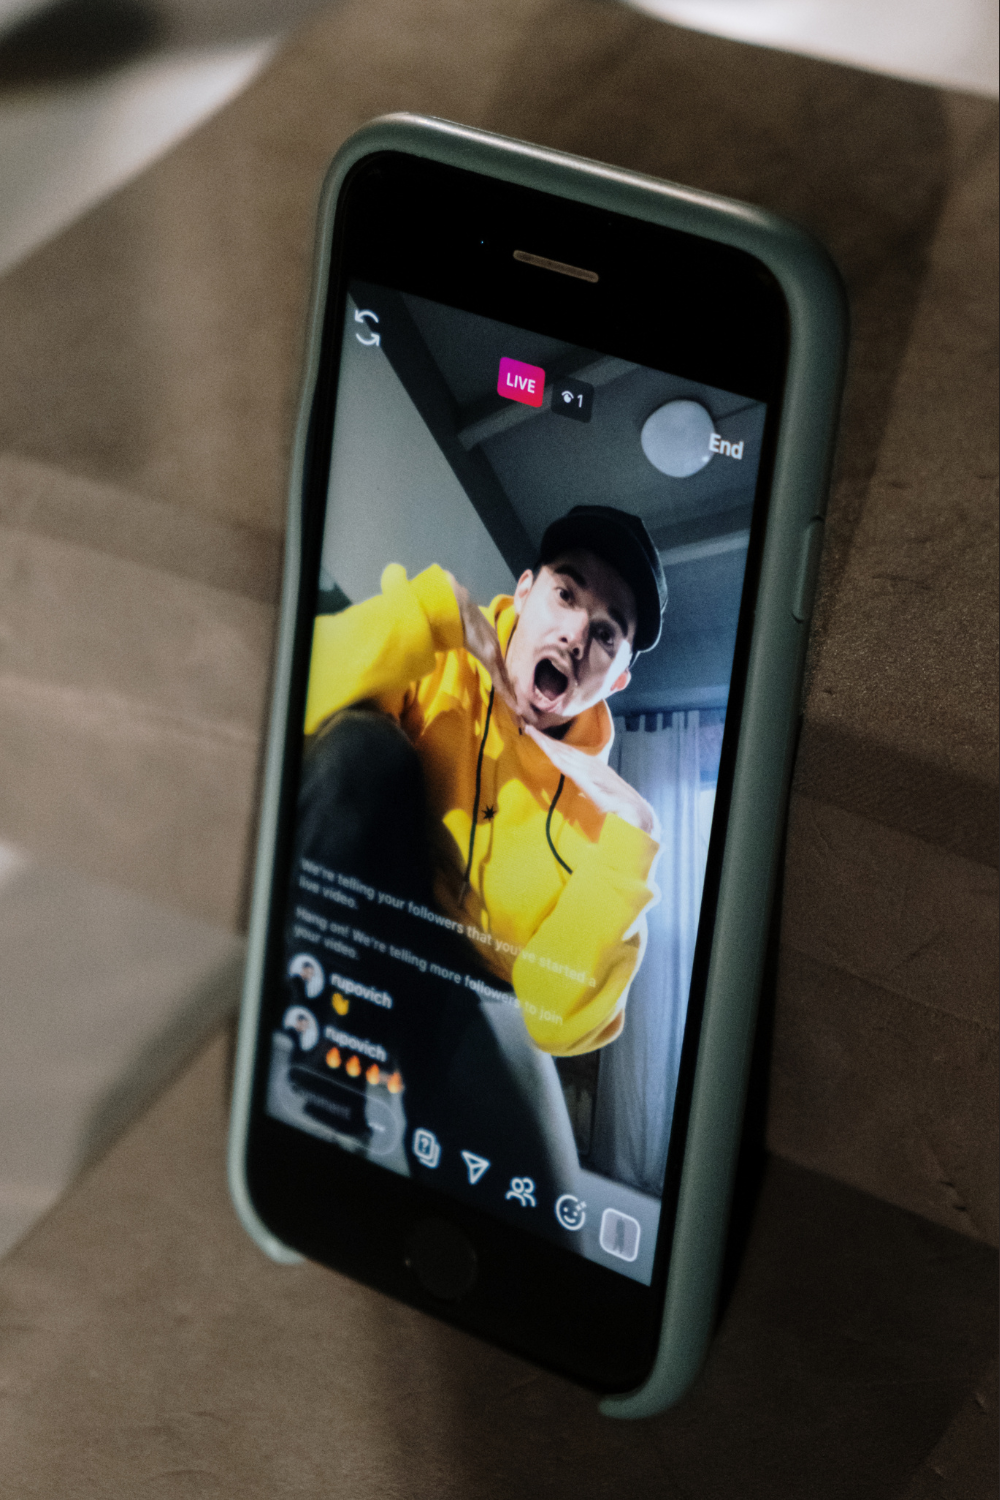 LIVE
1
End
We're telling your followers that you've started a
live video.
Hang on! We're telling more followers to join
your video.
rupovich
👏
rupovich
🔥🔥🔥🔥
Comment